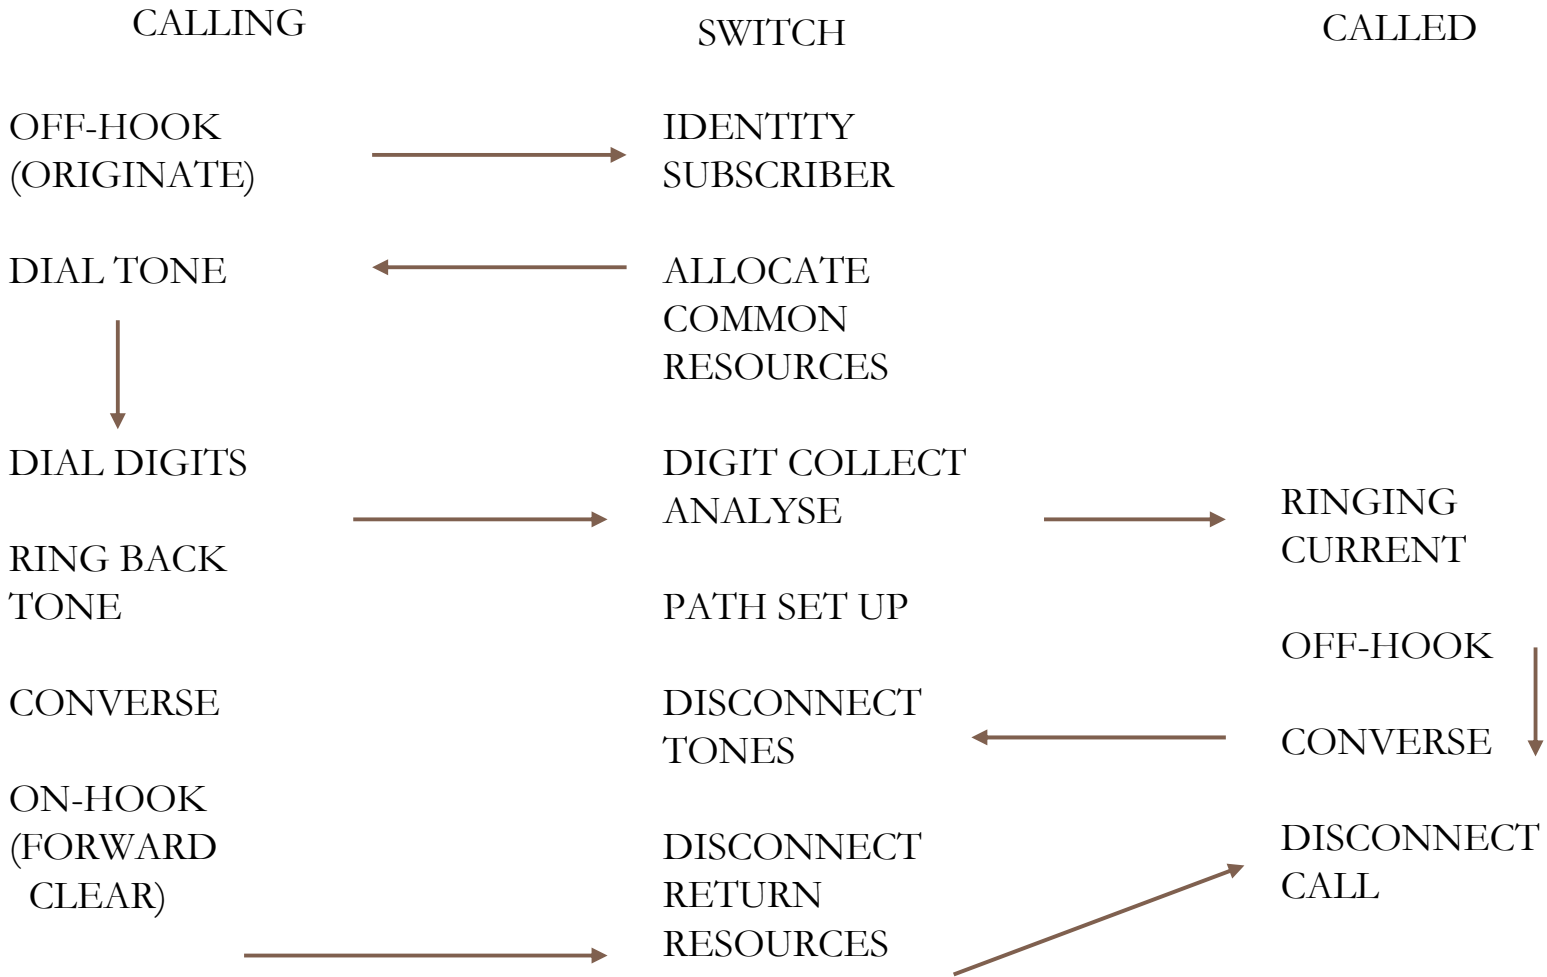 CALLING
SWITCH
CALLED
OFF-HOOK
(ORIGINATE)
IDENTITY
SUBSCRIBER
DIAL TONE
ALLOCATE
COMMON
RESOURCES
DIAL DIGITS
DIGIT COLLECT
ANALYSE
RINGING
CURRENT
RING BACK
TONE
PATH SET UP
OFF-HOOK
CONVERSE
DISCONNECT
TONES
CONVERSE
ON-HOOK
(FORWARD
CLEAR)
DISCONNECT
RETURN
RESOURCES
DISCONNECT
CALL